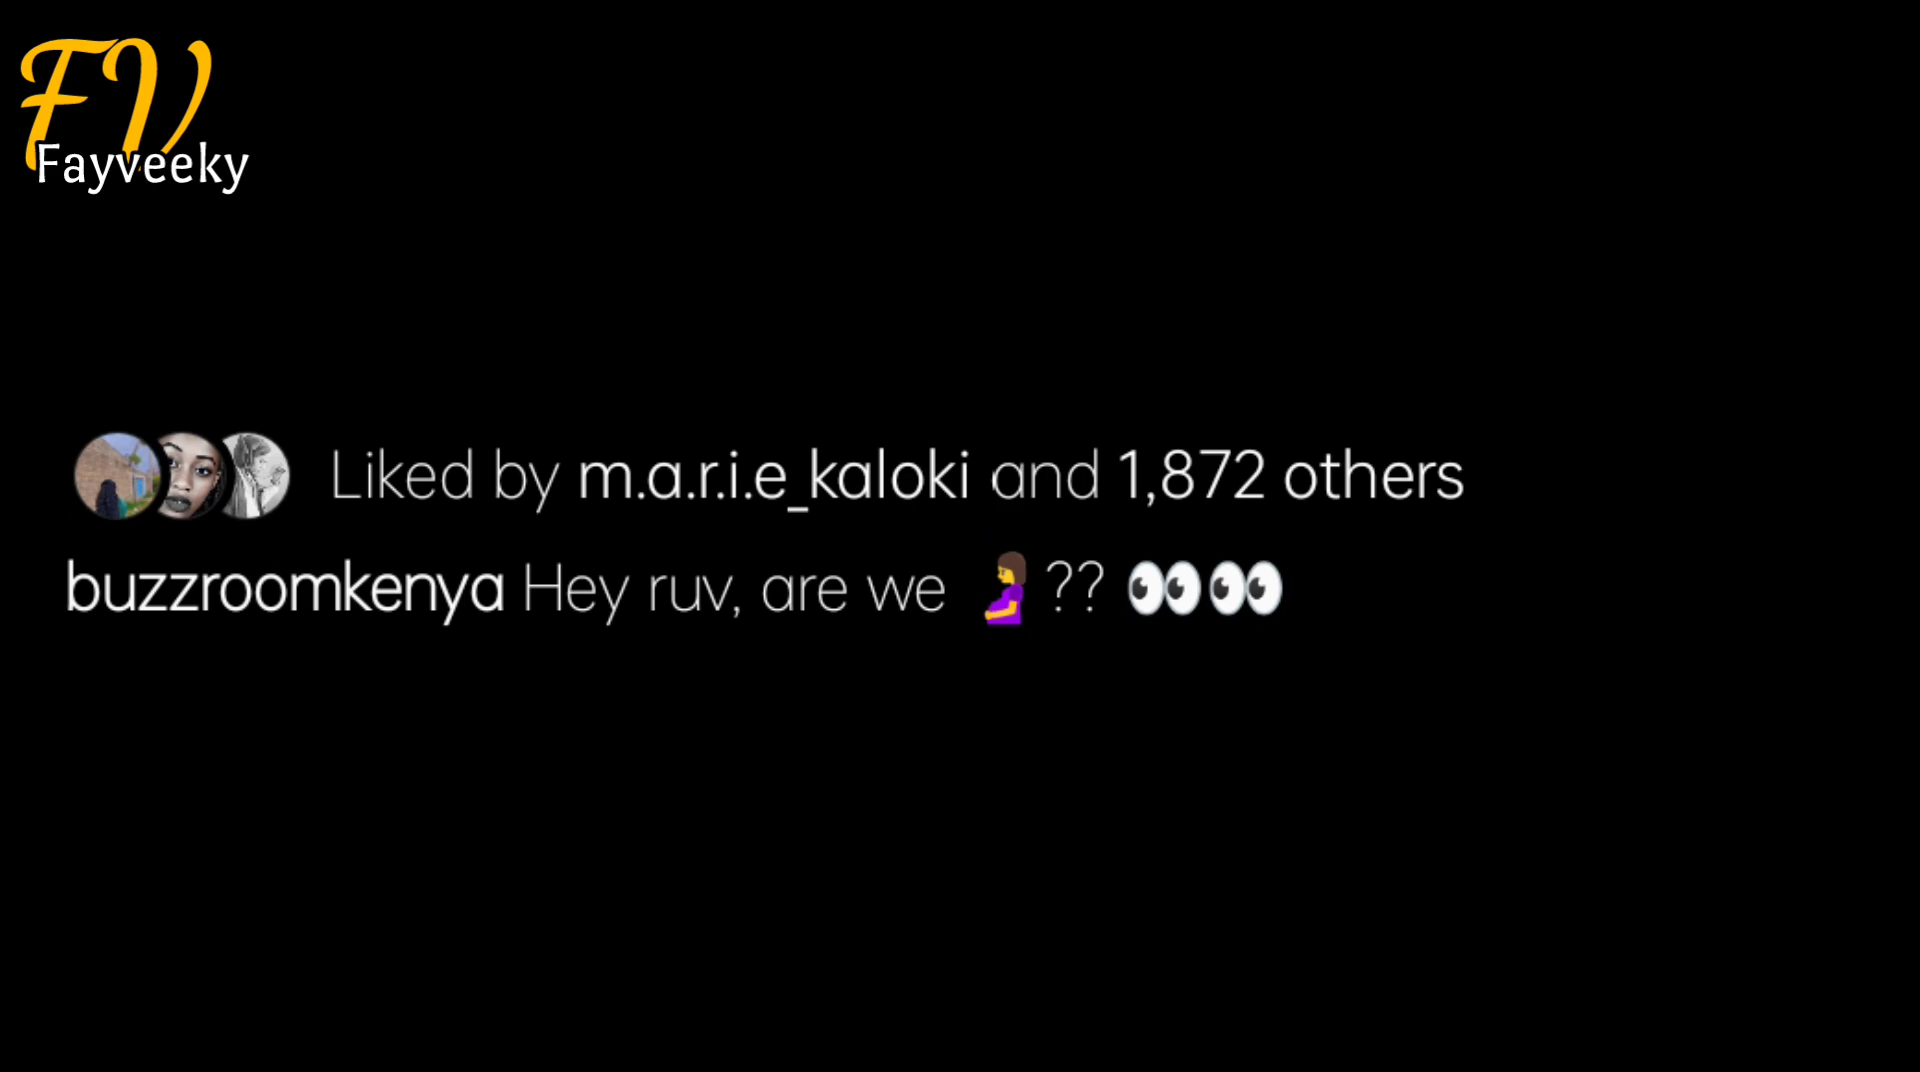 FV
Fayveeky
Liked by m.a.r.i.e_kaloki and 1,872 others
buzzroomkenya Hey ruv, are we 🤰?? 👀👀